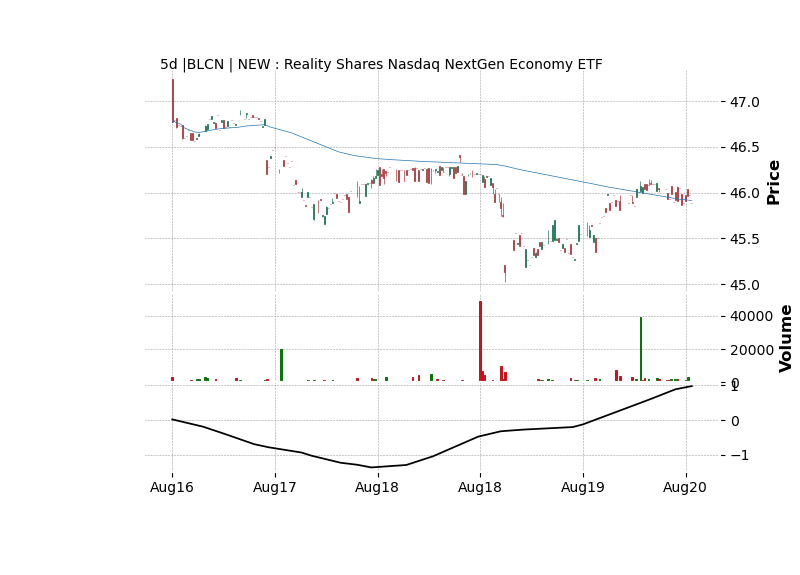 5d |BLCN | NEW : Reality Shares Nasdaq NextGen Economy ETF
47.0
46.5
46.0
45.5
45.0
Price
40000
20000
0
Volume
1
0
−1
Aug16 Aug17 Aug18 Aug18 Aug19 Aug20